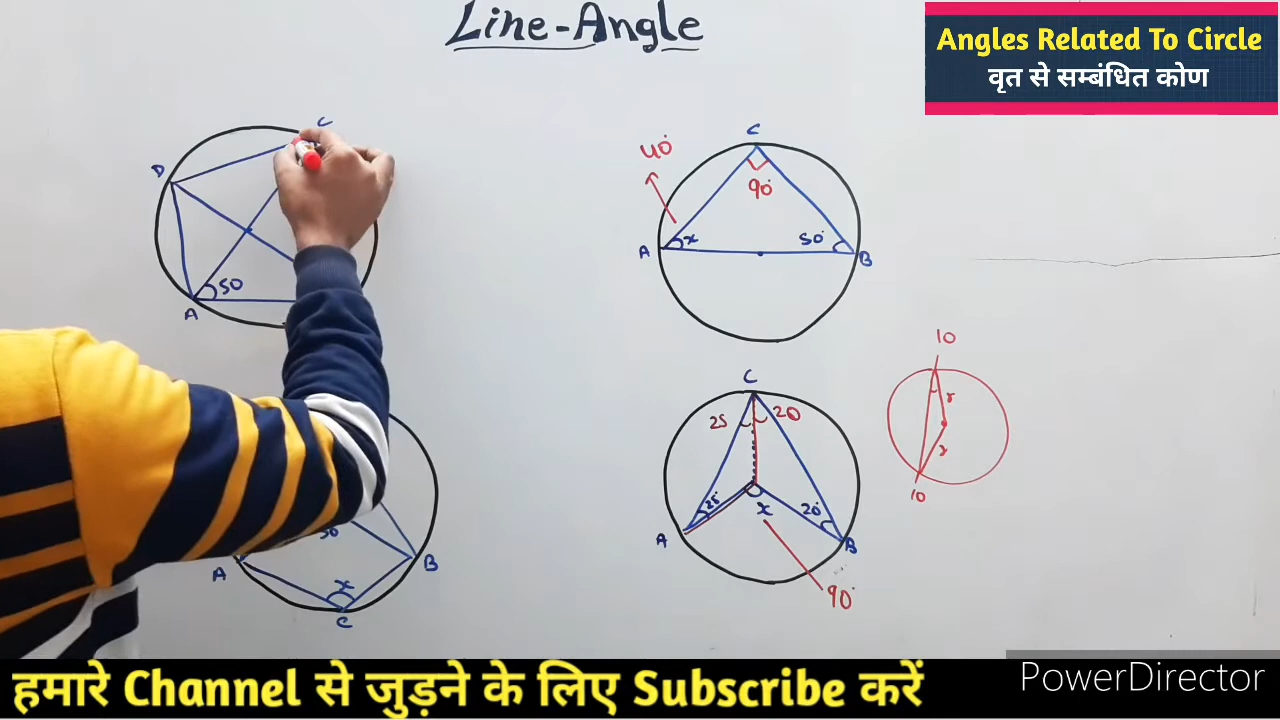 Line-Angle
Angles Related To Circle
वृत से सम्बंधित कोण
C
D
50
A
40°
C
90°
A
x
50°
B
10
r
r
10
C
25
20
25°
20°
x
A
B
90°
A
B
x
C
हमारे Channel से जुड़ने के लिए Subscribe करें
PowerDirector